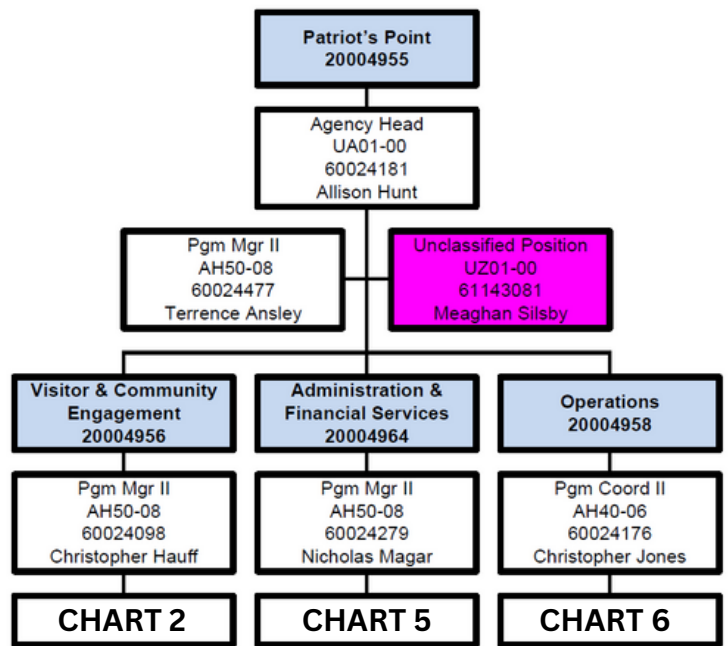 Patriot's Point
20004955
Agency Head
UA01-00
60024181
Allison Hunt
Pgm Mgr II
AH50-08
60024477
Terrence Ansley
Unclassified Position
UZ01-00
61143081
Meaghan Silsby
Visitor & Community
Engagement
20004956
Administration &
Financial Services
20004964
Operations
20004958
Pgm Mgr II
AH50-08
60024098
Christopher Hauff
Pgm Mgr II
AH50-08
60024279
Nicholas Magar
Pgm Coord II
AH40-06
60024176
Christopher Jones
CHART 2
CHART 5
CHART 6